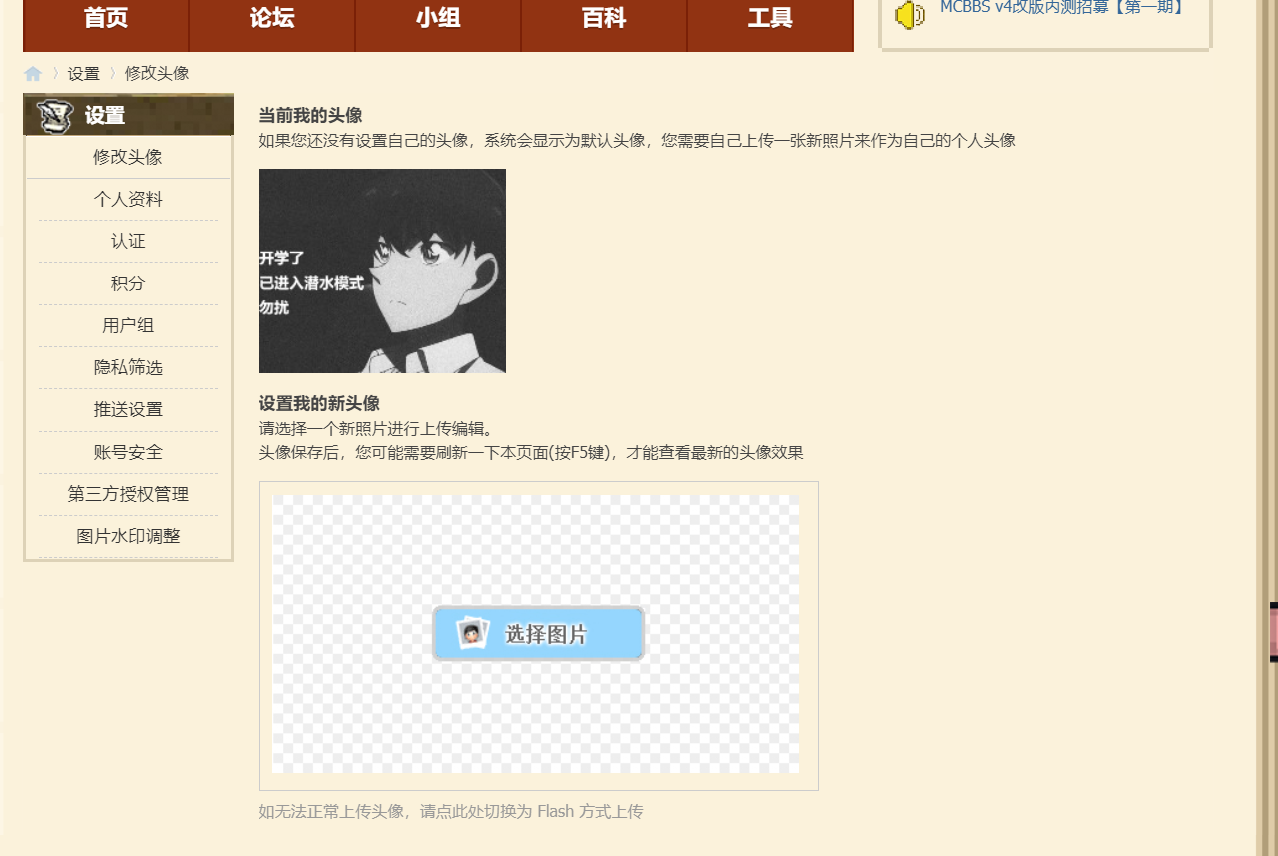 首页
论坛
小组
百科
工具
MCBBS v4改版内测招募【第一期】
设置
修改头像
设置
修改头像
个人资料
认证
积分
用户组
隐私筛选
推送设置
账号安全
第三方授权管理
图片水印调整
当前我的头像
如果您还没有设置自己的头像，系统会显示为默认头像，您需要自己上传一张新照片来作为自己的个人头像
开学了
已进入潜水模式
勿扰
设置我的新头像
请选择一个新照片进行上传编辑。
头像保存后，您可能需要刷新一下本页面(按F5键)，才能查看最新的头像效果
选择图片
如无法正常上传头像，请点此处切换为 Flash 方式上传